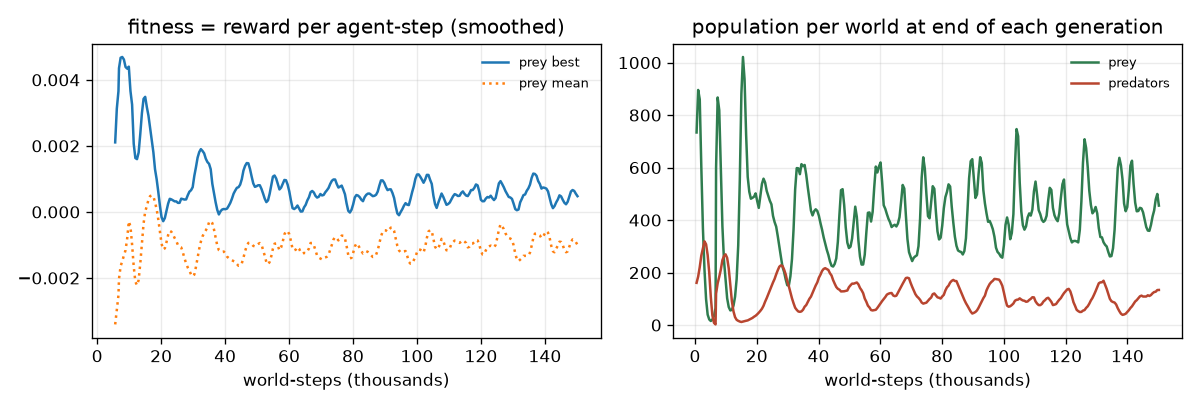 fitness = reward per agent-step (smoothed)
prey best
prey mean
0.004
0.002
0.000
−0.002
0 20 40 60 80 100 120 140
world-steps (thousands)
population per world at end of each generation
prey
predators
1000
800
600
400
200
0
0 20 40 60 80 100 120 140
world-steps (thousands)